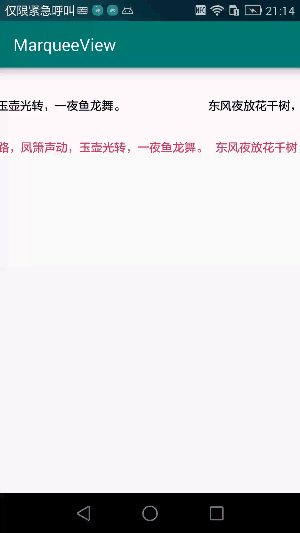 仅限紧急呼叫 21:14
MarqueeView
玉壶光转，一夜鱼龙舞。 东风夜放花千树，
路，凤箫声动，玉壶光转，一夜鱼龙舞。 东风夜放花千树